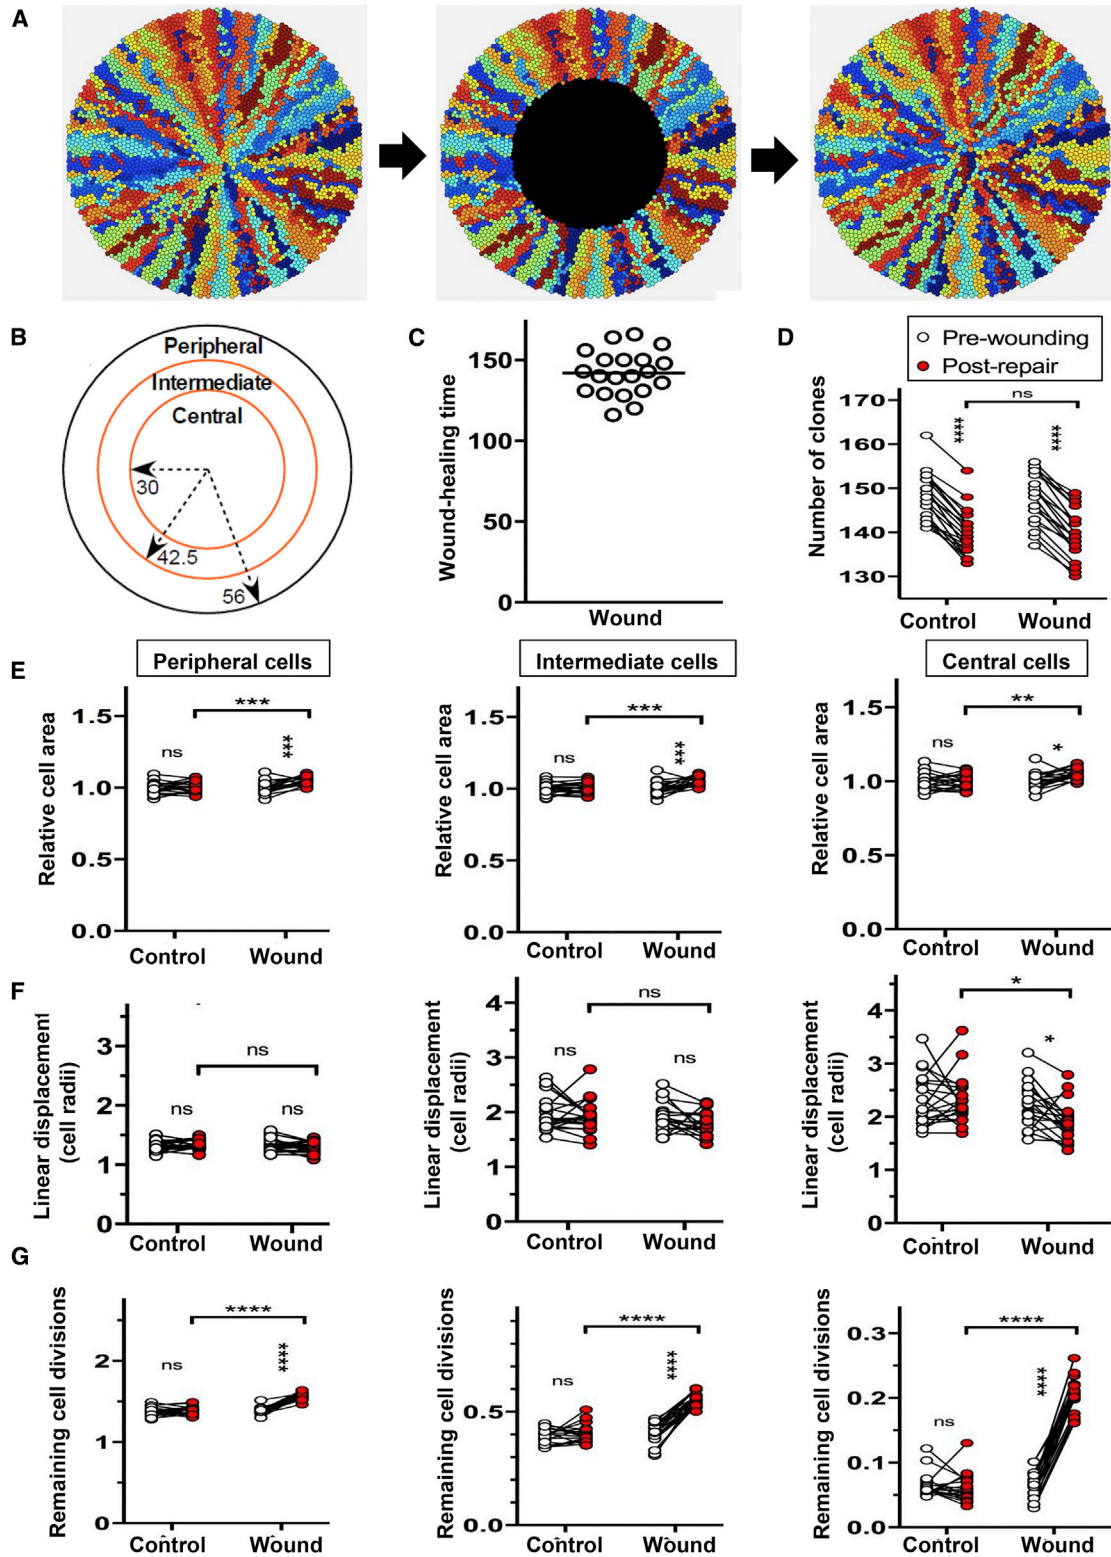 A
B
Peripheral
Intermediate
Central
30
42.5
56
C
Wound-healing time
150
100
50
0
Wound
D
Pre-wounding
Post-repair
Number of clones
170
160
150
140
130
ns
****
****
Control
Wound
E
Peripheral cells
Relative cell area
1.5
1.0
0.5
0.0
***
ns
***
Control
Wound
Intermediate cells
Relative cell area
1.5
1.0
0.5
0.0
***
ns
***
Control
Wound
Central cells
Relative cell area
1.5
1.0
0.5
0.0
**
ns
*
Control
Wound
F
Linear displacement
(cell radii)
3
2
1
0
ns
ns
ns
Control
Wound
Linear displacement
(cell radii)
4
3
2
1
0
ns
ns
ns
Control
Wound
Linear displacement
(cell radii)
4
3
2
1
0
*
*
Control
Wound
G
Remaining cell divisions
2
1
0
****
ns
****
Control
Wound
Remaining cell divisions
0.5
0.0
****
ns
****
Control
Wound
Remaining cell divisions
0.3
0.2
0.1
0.0
****
ns
****
Control
Wound